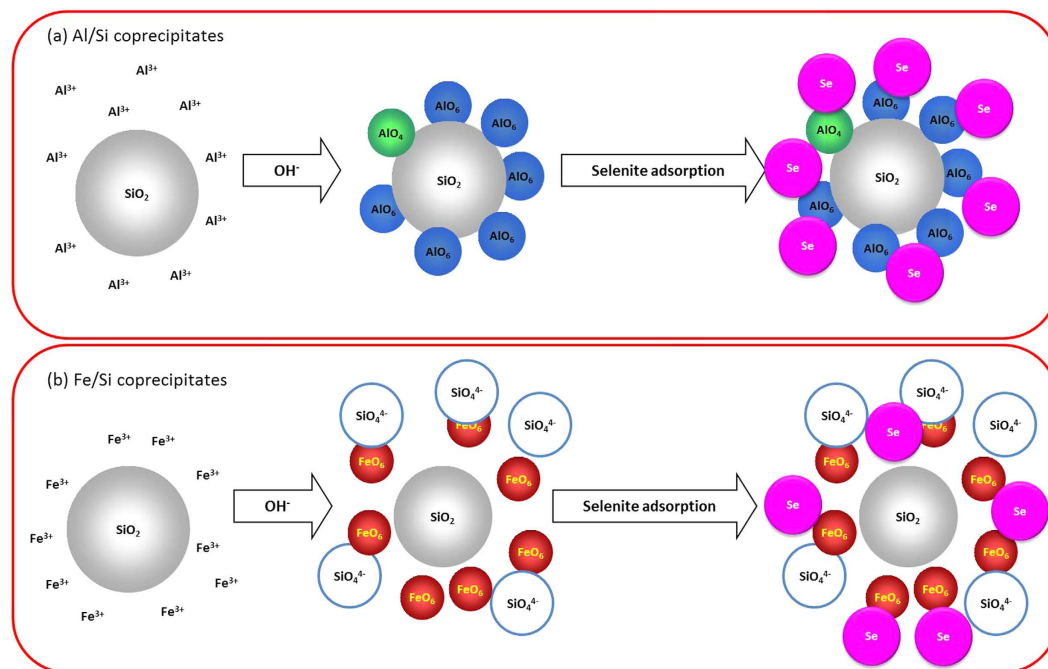 (a) Al/Si coprecipitates
Al³⁺
Al³⁺
Al³⁺
Al³⁺
Al³⁺
Al³⁺
Al³⁺
Al³⁺
Al³⁺
Al³⁺
SiO₂
OH⁻
AlO₆
AlO₆
AlO₄
AlO₆
SiO₂
AlO₆
AlO₆
AlO₆
Selenite adsorption
Se
Se
Se
AlO₆
AlO₆
AlO₄
Se
AlO₆
SiO₂
AlO₆
Se
AlO₆
Se
AlO₆
Se
(b) Fe/Si coprecipitates
Fe³⁺
Fe³⁺
Fe³⁺
Fe³⁺
Fe³⁺
Fe³⁺
Fe³⁺
Fe³⁺
Fe³⁺
SiO₂
OH⁻
SiO₄⁴⁻
SiO₄⁴⁻
SiO₄⁴⁻
FeO₆
FeO₆
FeO₆
SiO₂
FeO₆
FeO₆
SiO₄⁴⁻
FeO₆
FeO₆
SiO₄⁴⁻
Selenite adsorption
SiO₄⁴⁻
SiO₄⁴⁻
SiO₄⁴⁻
FeO₆
Se
FeO₆
FeO₆
Se
Se
SiO₂
FeO₆
FeO₆
SiO₄⁴⁻
FeO₆
FeO₆
SiO₄⁴⁻
Se
Se